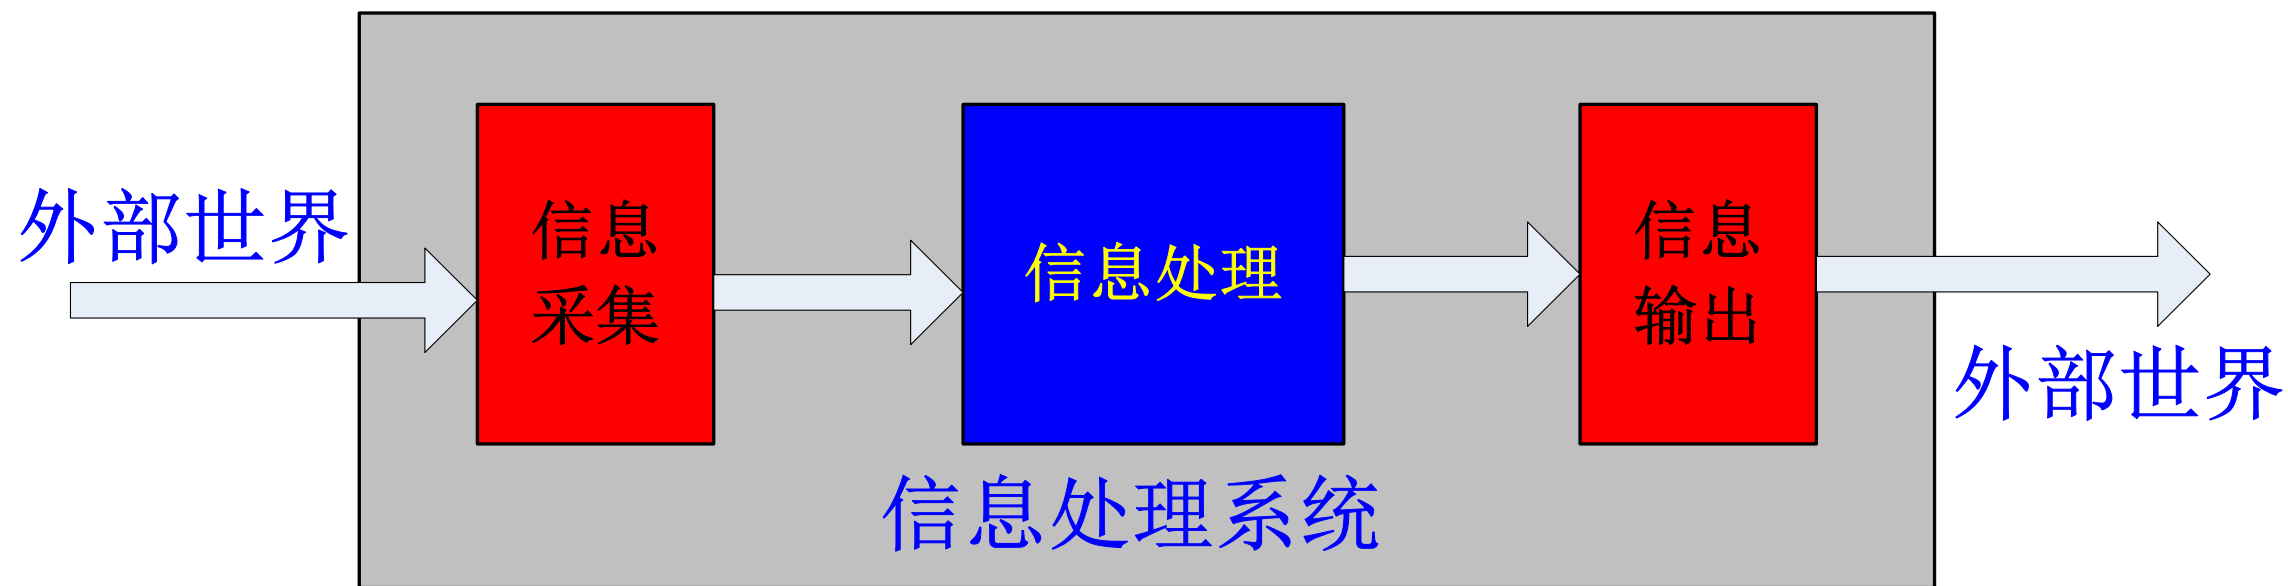 外部世界
信息
采集
信息处理
信息
输出
外部世界
信息处理系统